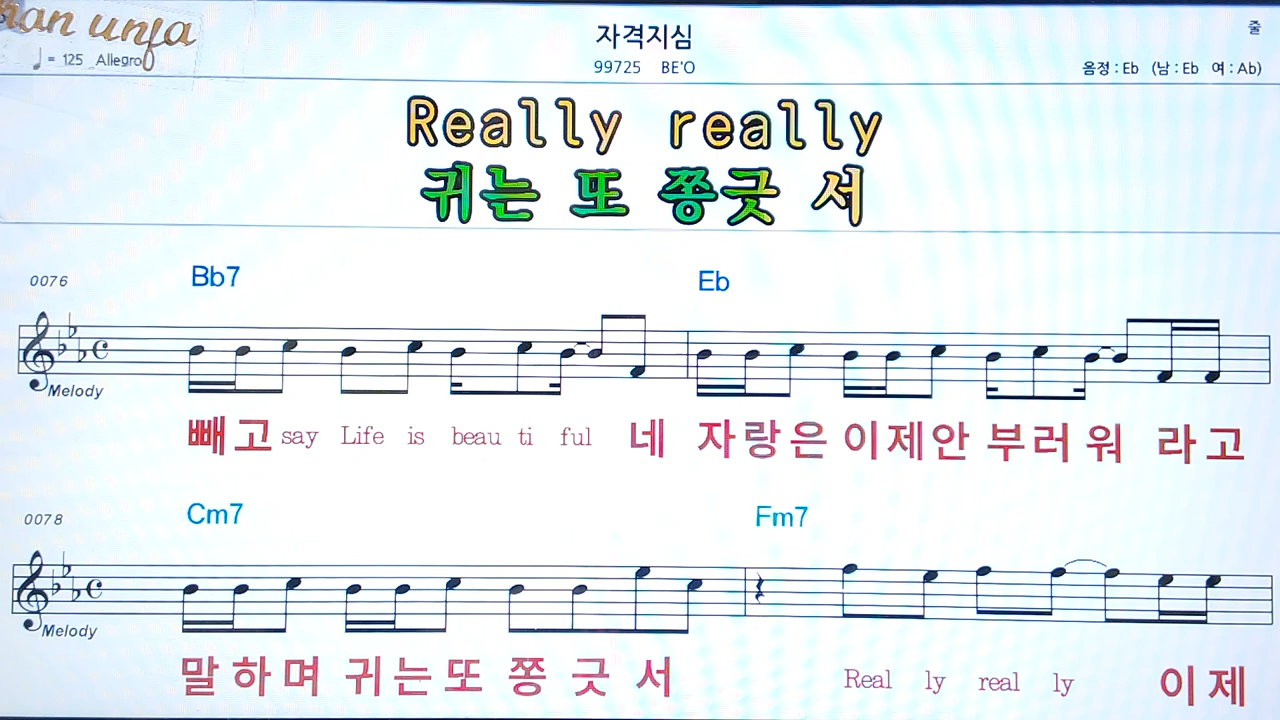 han unfa
♩ = 125 Allegro
자격지심
99725 BE'O
줄
음정 : Eb (남 : Eb 여 : Ab)
Really really
귀는 또 쫑긋 서
0076
Bb7 Eb
Melody
빼고 say Life is beau ti ful 네 자랑은 이제안 부러워 라고
0078
Cm7 Fm7
Melody
말하며 귀는또 쫑긋서 Real ly real ly 이제